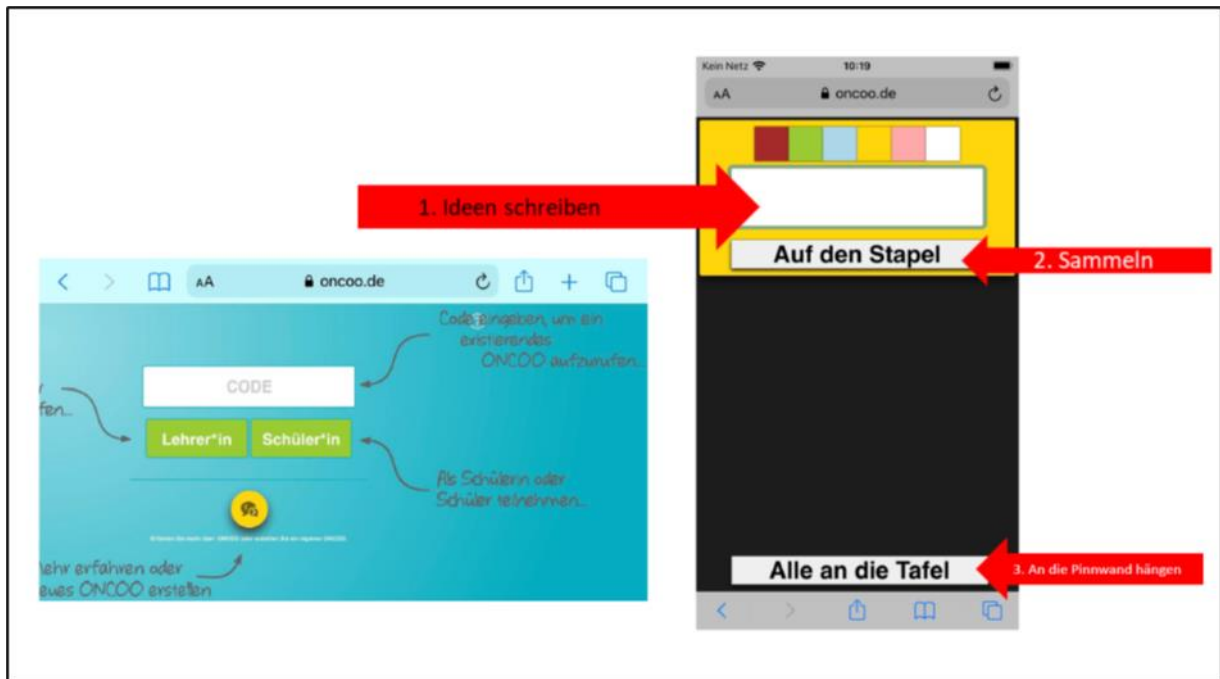 AA oncoo.de
Code eingeben, um ein
existierendes
ONCOO aufzurufen...
CODE
fen...
Lehrer*in Schüler*in
Als Schülerin oder
Schüler teilnehmen...
ehr erfahren oder
eues ONCOO erstellen
Kein Netz 10:19
AA oncoo.de
1. Ideen schreiben
Auf den Stapel
2. Sammeln
Alle an die Tafel
3. An die Pinnwand hängen